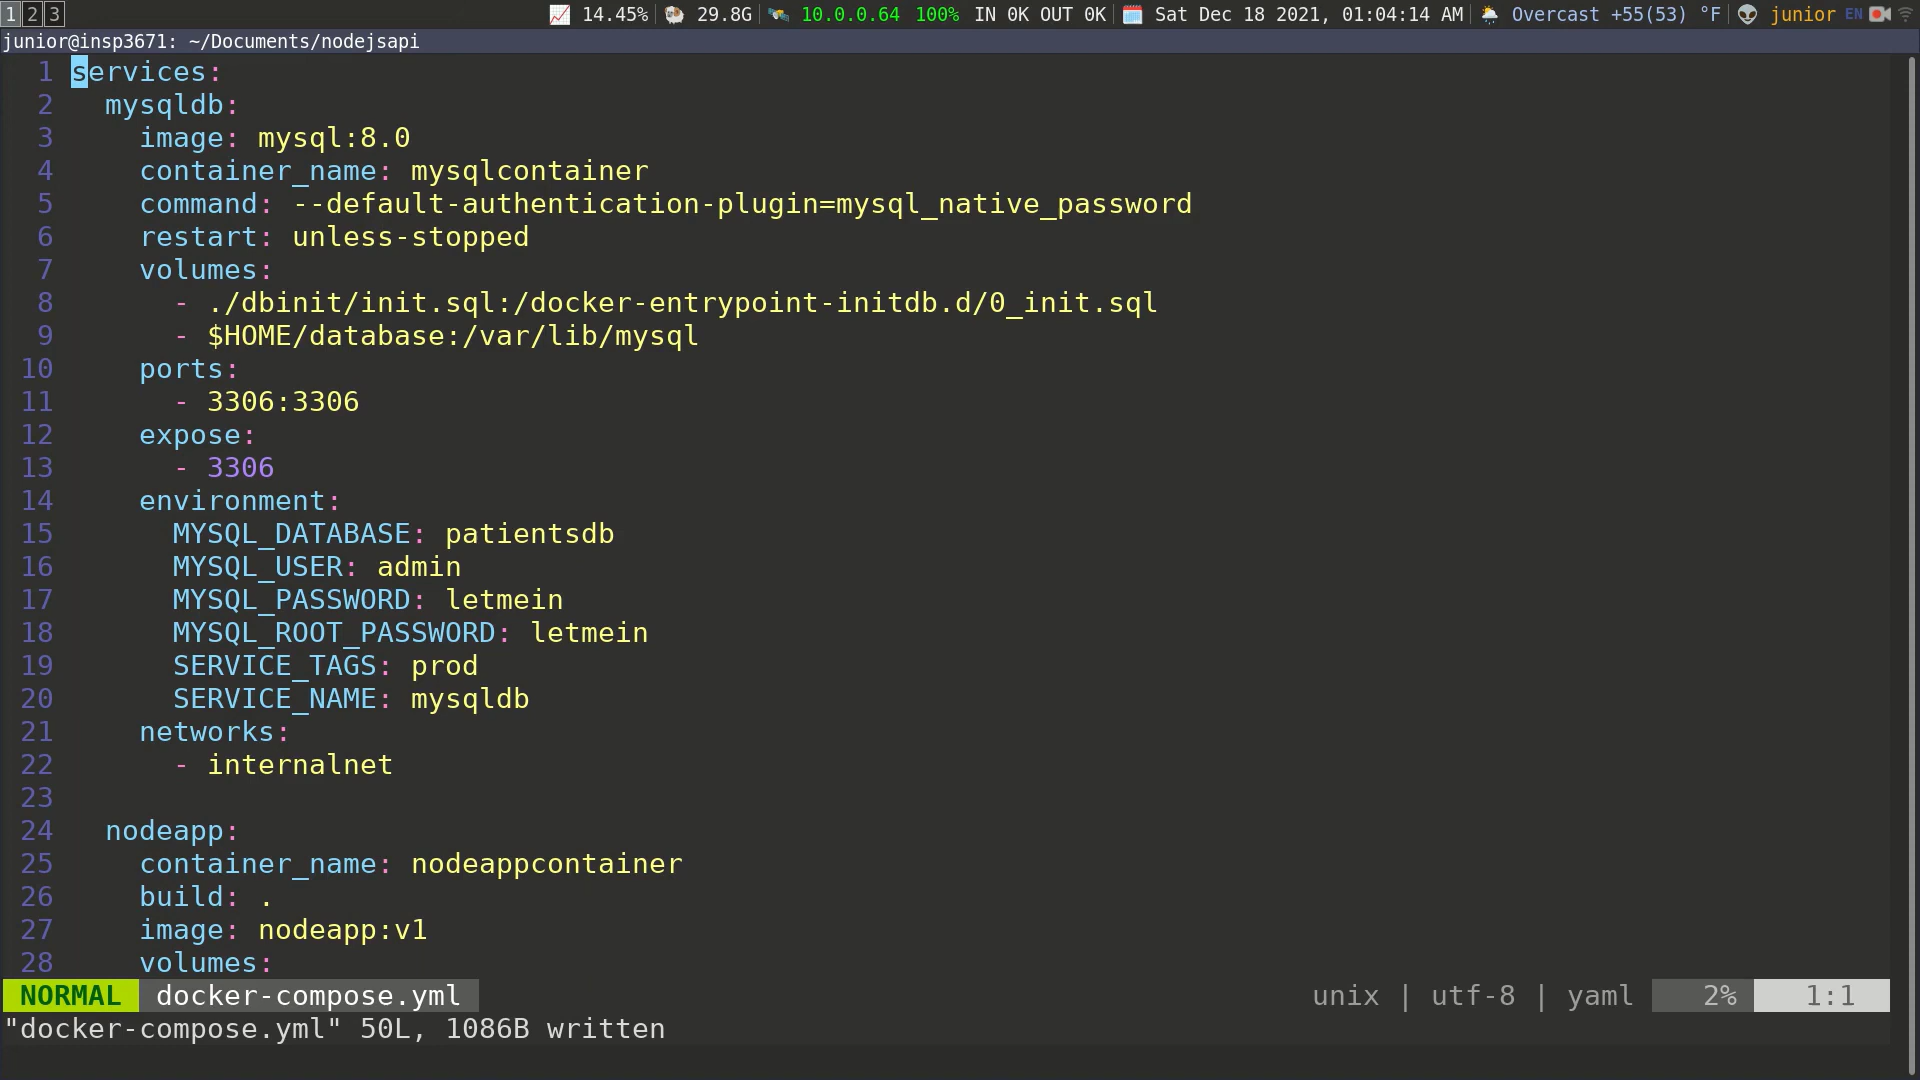 1 2 3 14.45% 29.8G 10.0.0.64 100% IN 0K OUT 0K Sat Dec 18 2021, 01:04:14 AM Overcast +55(53) °F junior EN
junior@insp3671: ~/Documents/nodejsapi
1 services:
2   mysqldb:
3     image: mysql:8.0
4     container_name: mysqlcontainer
5     command: --default-authentication-plugin=mysql_native_password
6     restart: unless-stopped
7     volumes:
8       - ./dbinit/init.sql:/docker-entrypoint-initdb.d/0_init.sql
9       - $HOME/database:/var/lib/mysql
10     ports:
11       - 3306:3306
12     expose:
13       - 3306
14     environment:
15       MYSQL_DATABASE: patientsdb
16       MYSQL_USER: admin
17       MYSQL_PASSWORD: letmein
18       MYSQL_ROOT_PASSWORD: letmein
19       SERVICE_TAGS: prod
20       SERVICE_NAME: mysqldb
21     networks:
22       - internalnet
23
24   nodeapp:
25     container_name: nodeappcontainer
26     build: .
27     image: nodeapp:v1
28     volumes:
NORMAL docker-compose.yml unix | utf-8 | yaml 2% 1:1
"docker-compose.yml" 50L, 1086B written